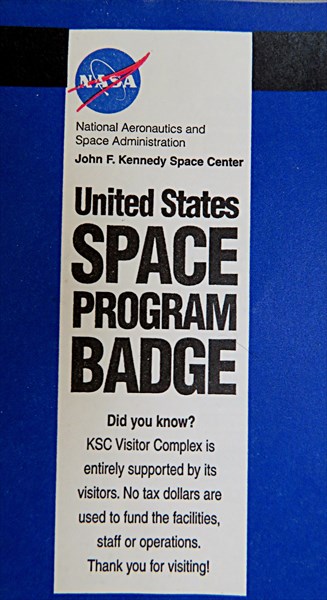 NASA
National Aeronautics and
Space Administration
John F. Kennedy Space Center
United States
SPACE
PROGRAM
BADGE
Did you know?
KSC Visitor Complex is
entirely supported by its
visitors. No tax dollars are
used to fund the facilities,
staff or operations.
Thank you for visiting!